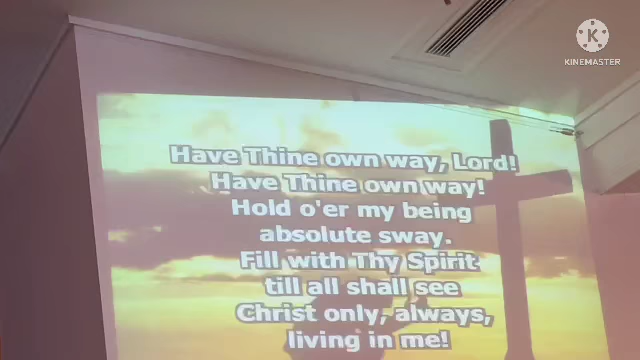 KINEMASTER
Have Thine own way, Lord!
Have Thine own way!
Hold o'er my being
absolute sway.
Fill with Thy Spirit
till all shall see
Christ only, always,
living in me!